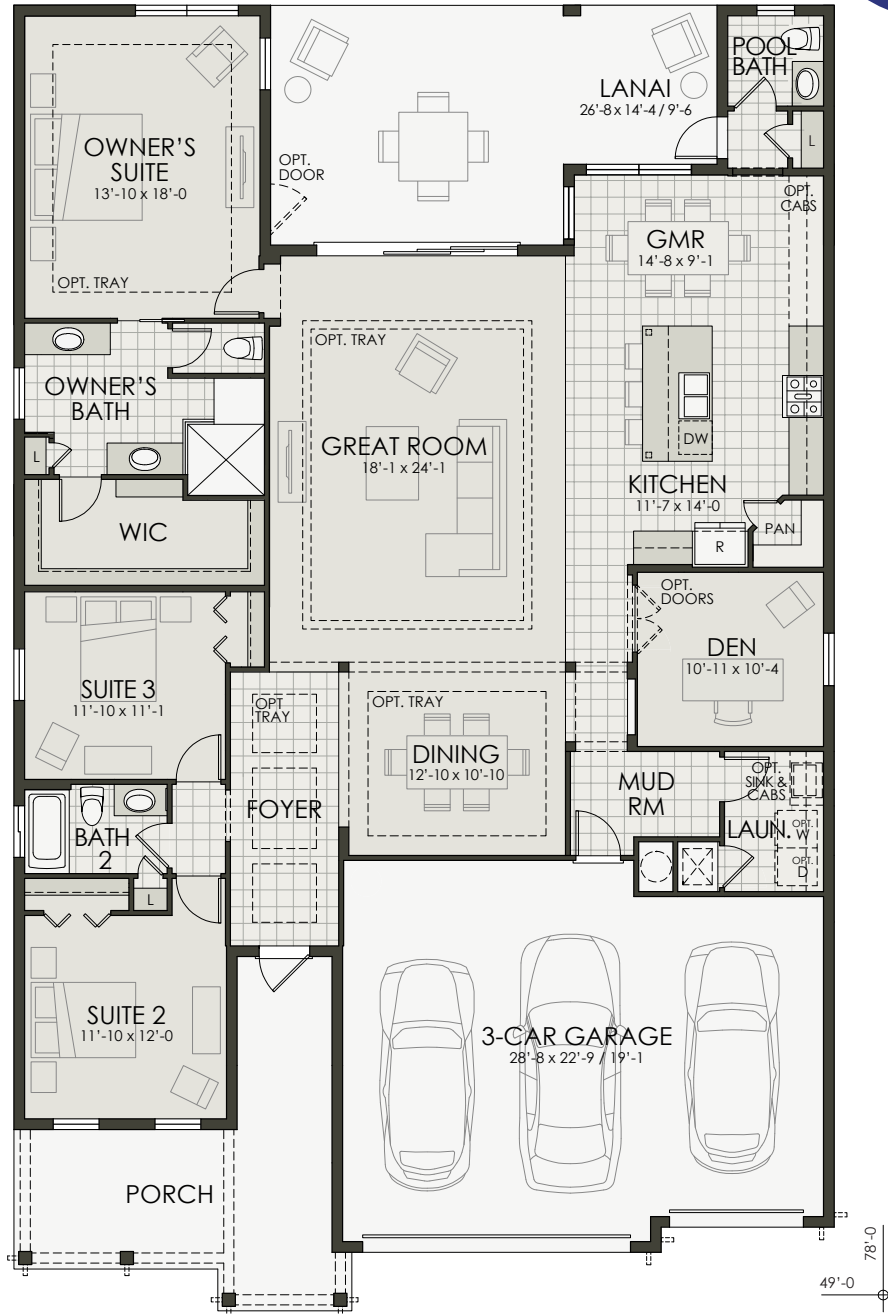 POOL
BATH
L
LANAI
26'-8 x 14'-4 / 9'-6
OWNER'S
SUITE
13'-10 x 18'-0
OPT. TRAY
OPT.
DOOR
OPT.
CABS
GMR
14'-8 x 9'-1
OWNER'S
BATH
L
WIC
OPT. TRAY
GREAT ROOM
18'-1 x 24'-1
DW
KITCHEN
11'-7 x 14'-0
R
PAN
SUITE 3
11'-10 x 11'-1
OPT.
DOORS
DEN
10'-11 x 10'-4
OPT
TRAY
FOYER
OPT. TRAY
DINING
12'-10 x 10'-10
MUD
RM
OPT.
SINK &
CABS
LAUN.
OPT.
W
OPT.
D
BATH
2
L
SUITE 2
11'-10 x 12'-0
3-CAR GARAGE
28'-8 x 22'-9 / 19'-1
PORCH
78'-0
49'-0